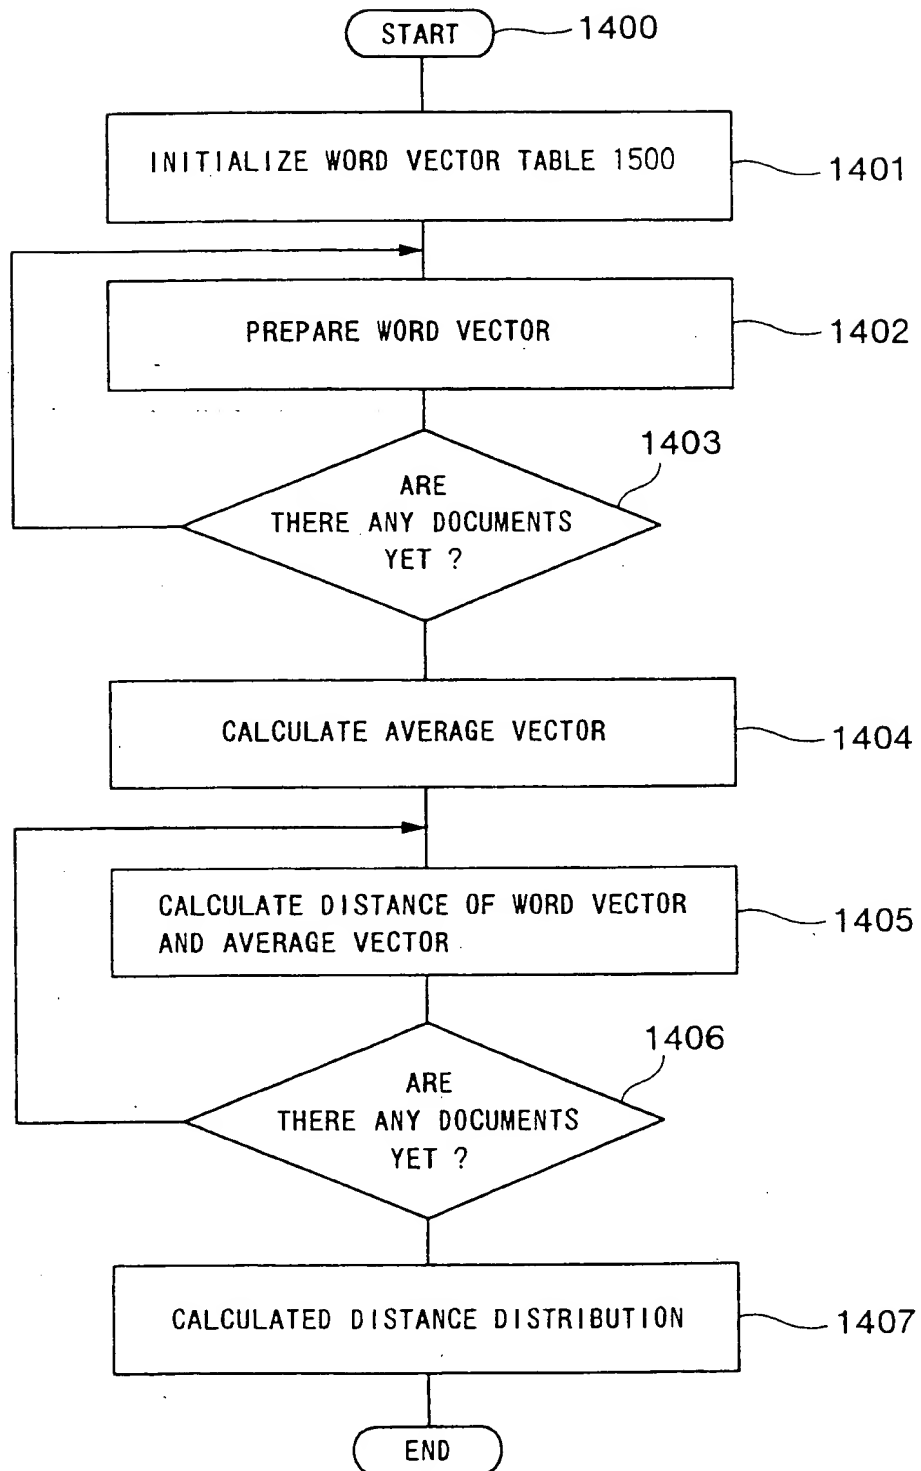 START
1400
INITIALIZE WORD VECTOR TABLE 1500
1401
PREPARE WORD VECTOR
1402
1403
ARE
THERE ANY DOCUMENTS
YET ?
CALCULATE AVERAGE VECTOR
1404
CALCULATE DISTANCE OF WORD VECTOR
AND AVERAGE VECTOR
1405
1406
ARE
THERE ANY DOCUMENTS
YET ?
CALCULATED DISTANCE DISTRIBUTION
1407
END